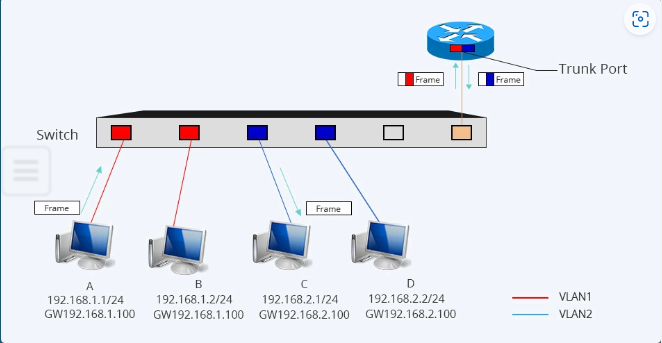 Frame
Frame
Trunk Port
Switch
Frame
Frame
A
192.168.1.1/24
GW192.168.1.100
B
192.168.1.2/24
GW192.168.1.100
C
192.168.2.1/24
GW192.168.2.100
D
192.168.2.2/24
GW192.168.2.100
VLAN1
VLAN2